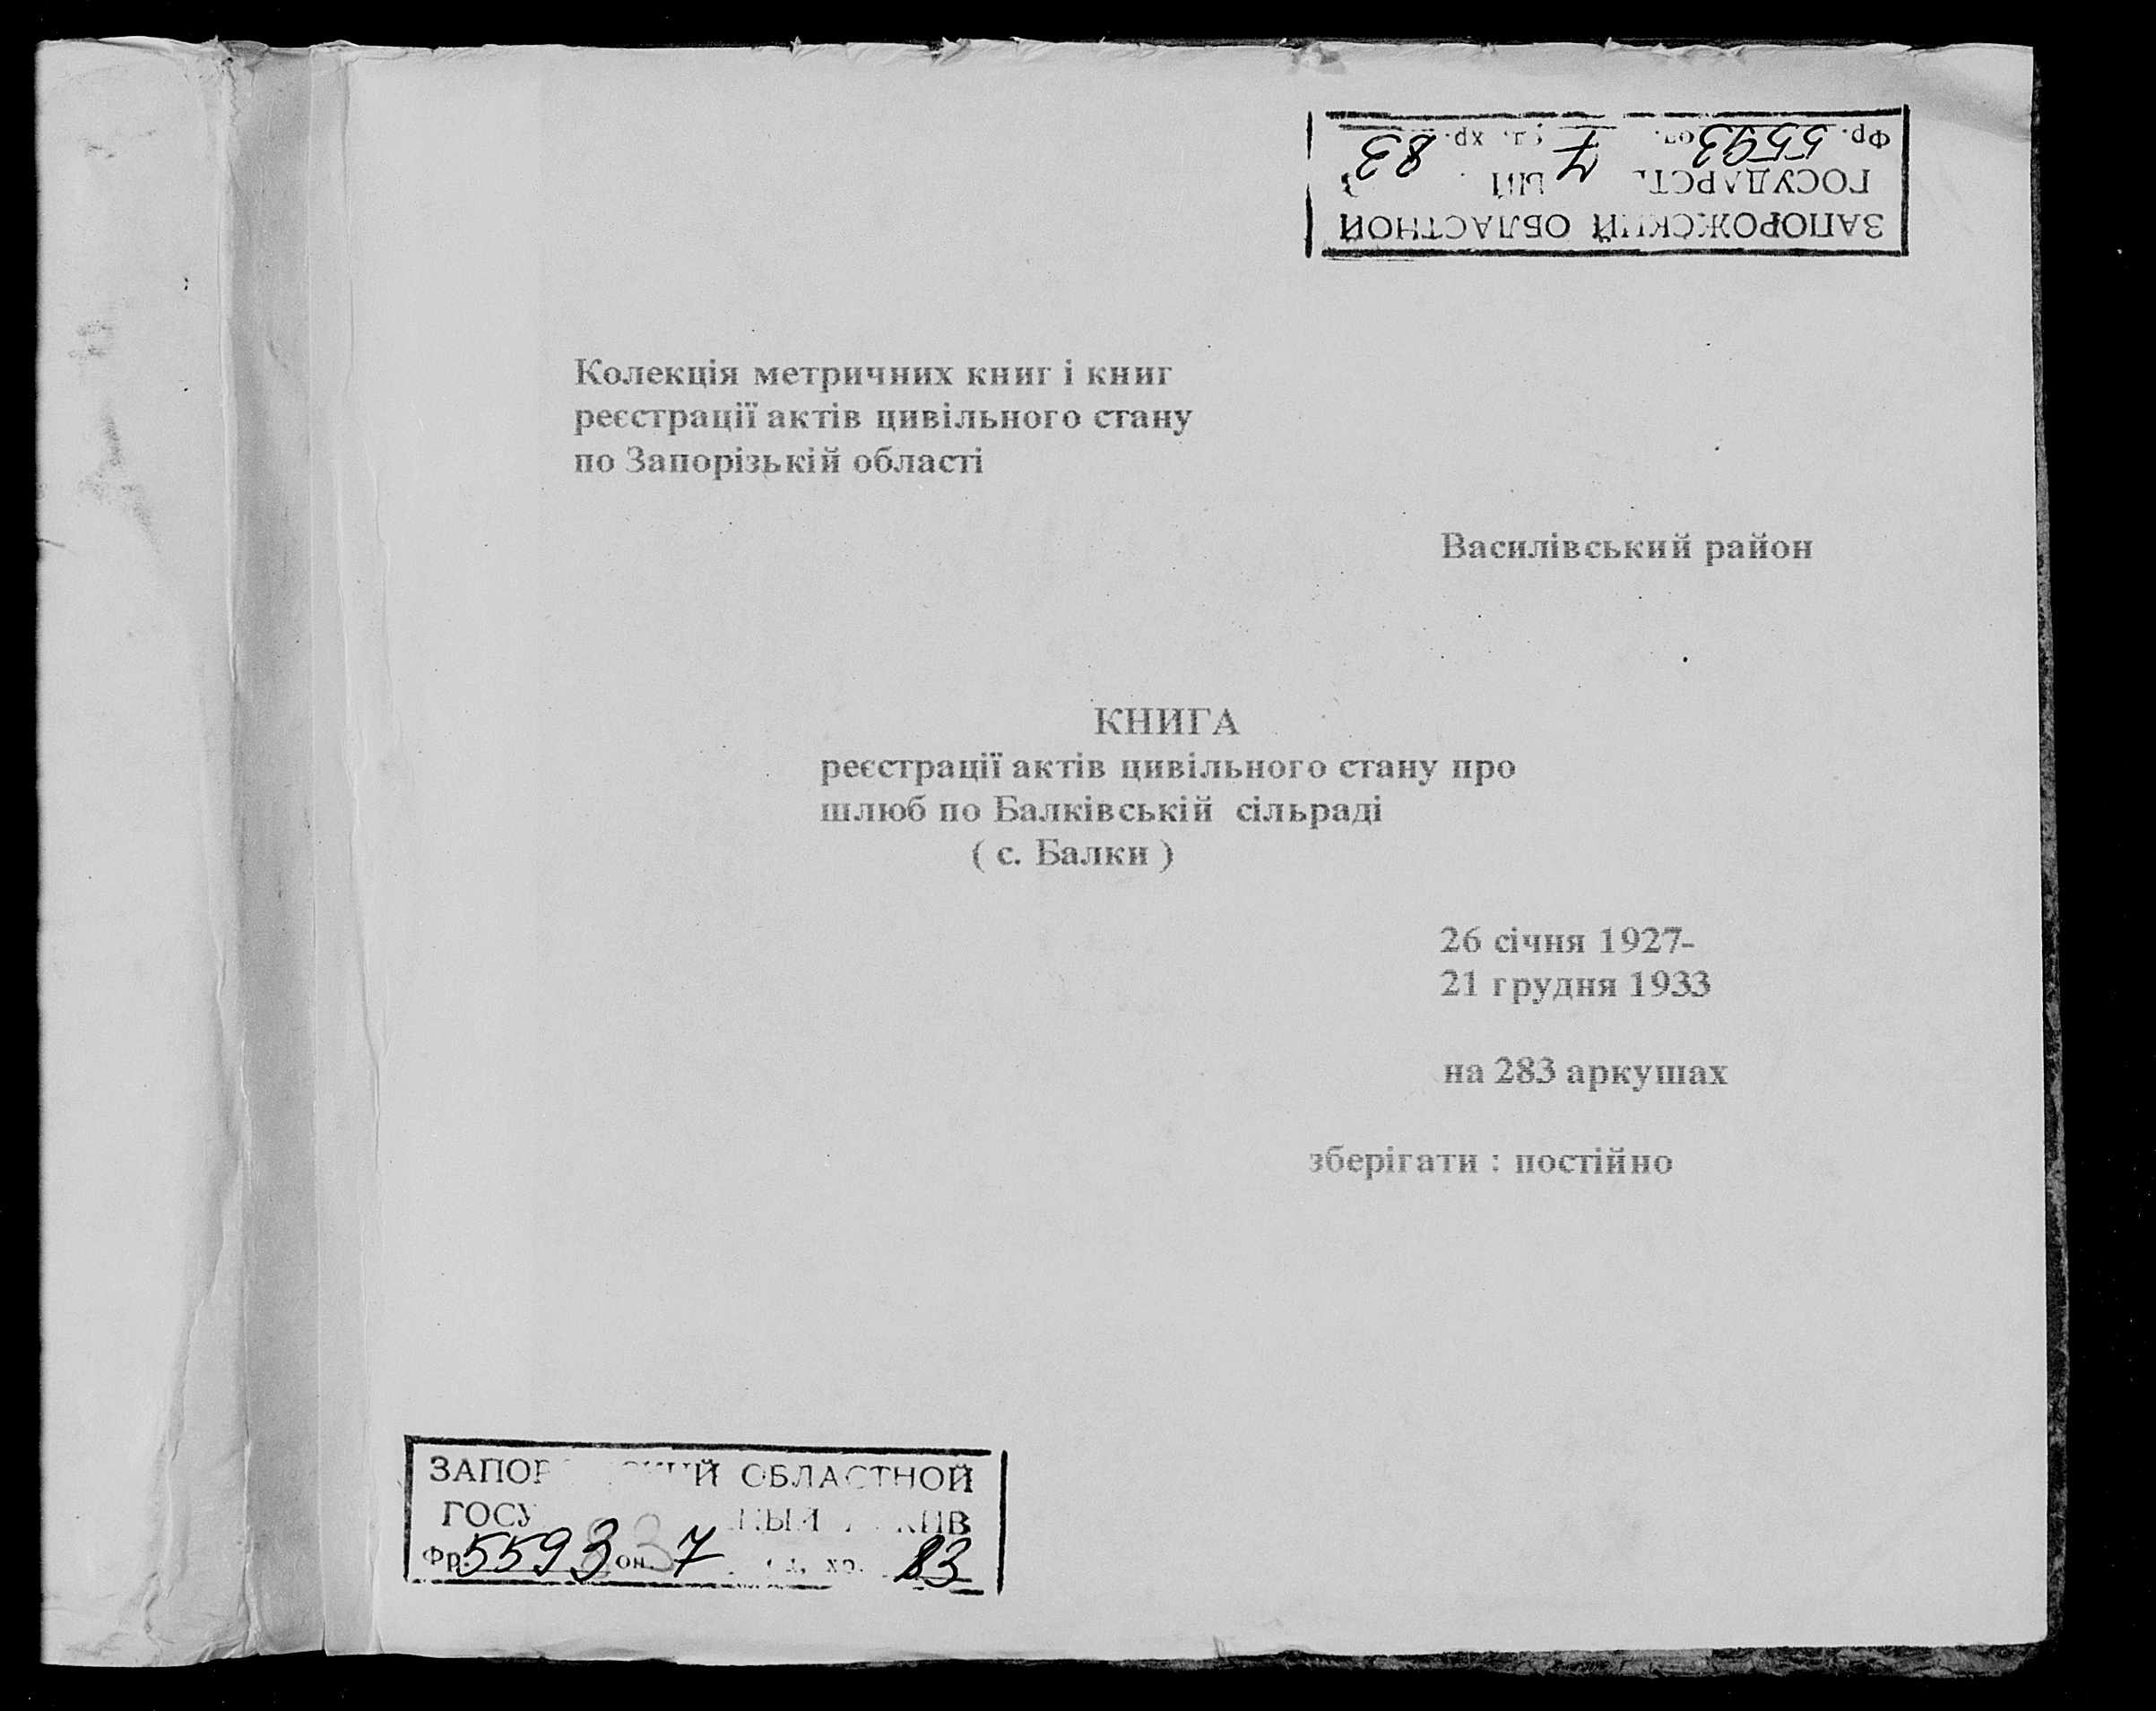 ЗАПОРОЖСКИЙ ОБЛАСТНОЙ
ГОСУДАРСТ ЫЙ
Фр. 5593 оп. 7 д. хр. 83
Колекція метричних книг і книг
реєстрації актів цивільного стану
по Запорізькій області
Василівський район
КНИГА
реєстрації актів цивільного стану про
шлюб по Балківській сільраді
( с. Балки )
26 січня 1927-
21 грудня 1933
на 283 аркушах
зберігати : постійно
ЗАПОР ИЙ ОБЛАСТНОЙ
ГОСУ НЫЙ ХИВ
Фр. 5593 оп. 7 д. хр. 83